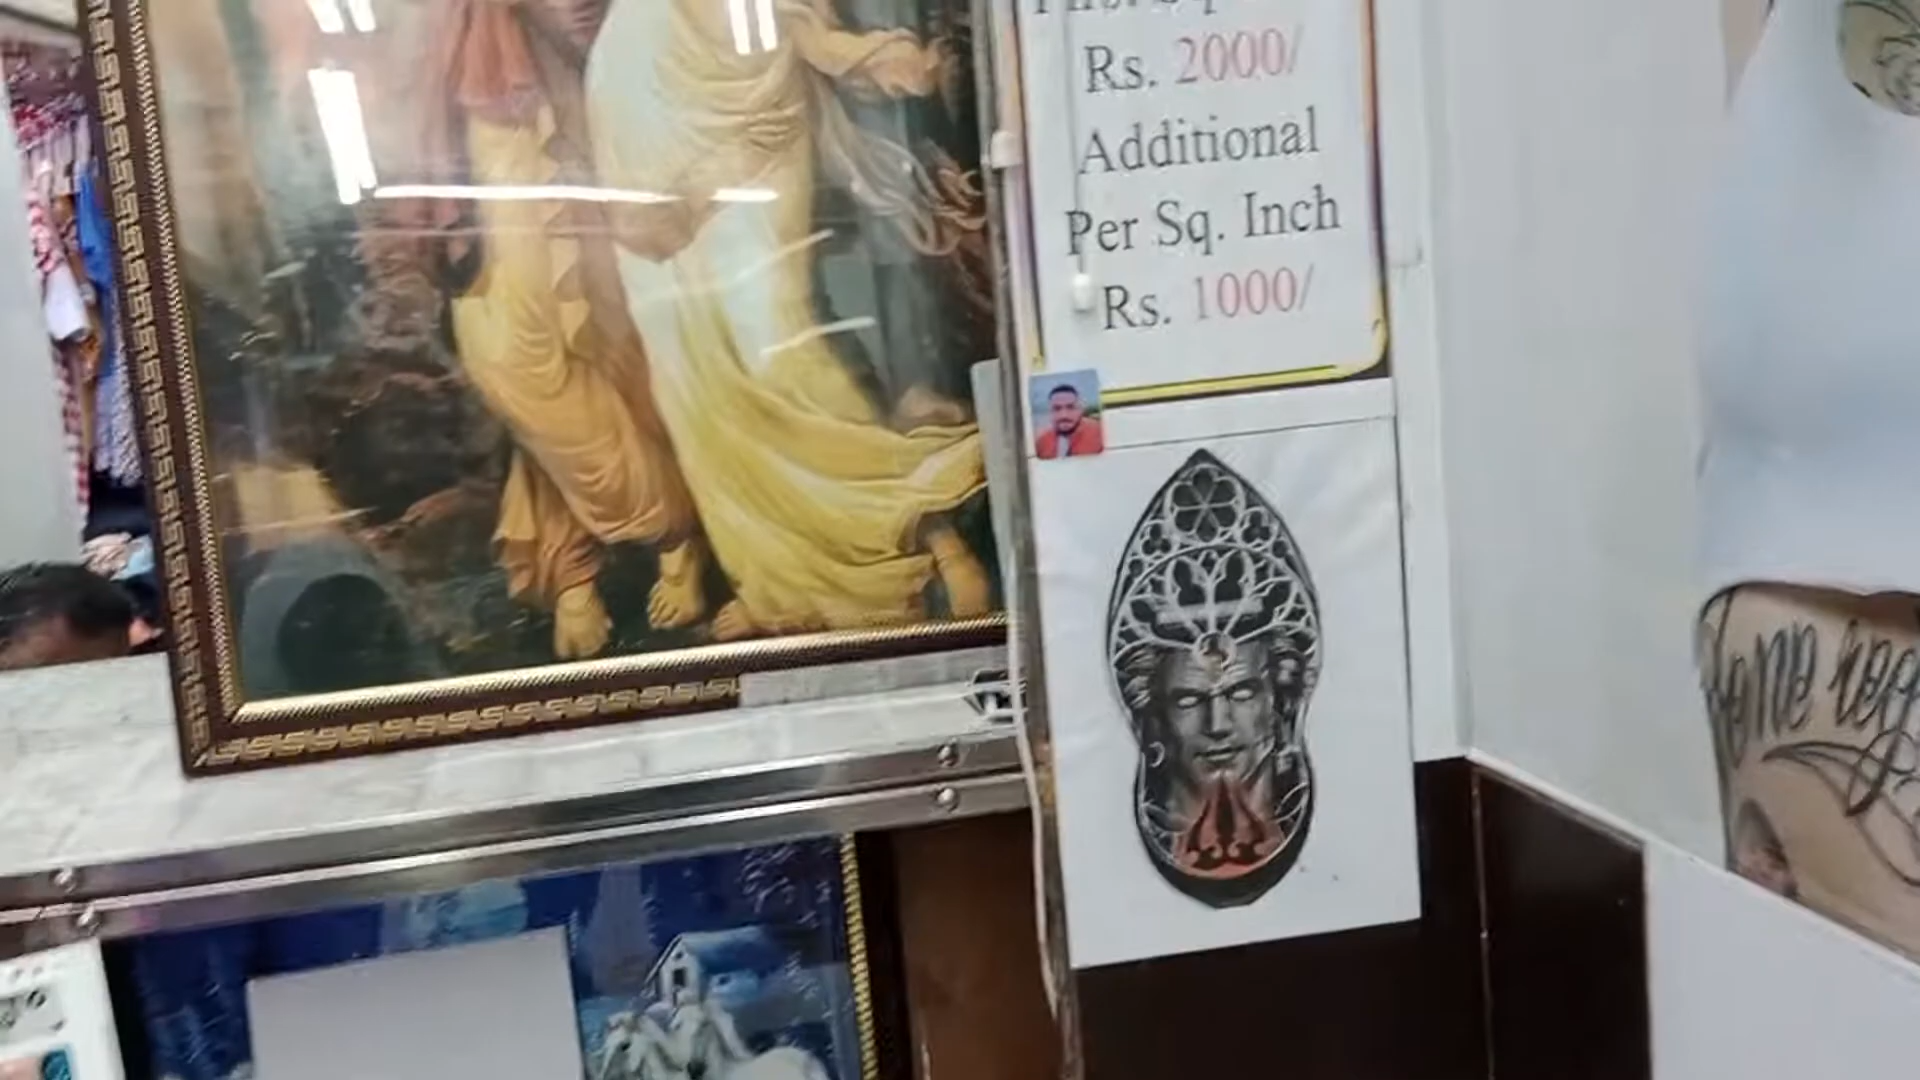 Rs. 2000/
Additional
Per Sq. Inch
Rs. 1000/